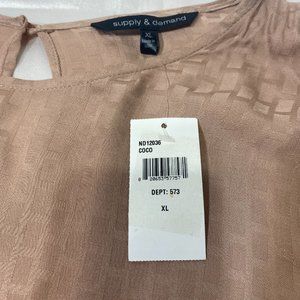 supply & demand
XL
ND12036
COCO
DEPT: 573
XL